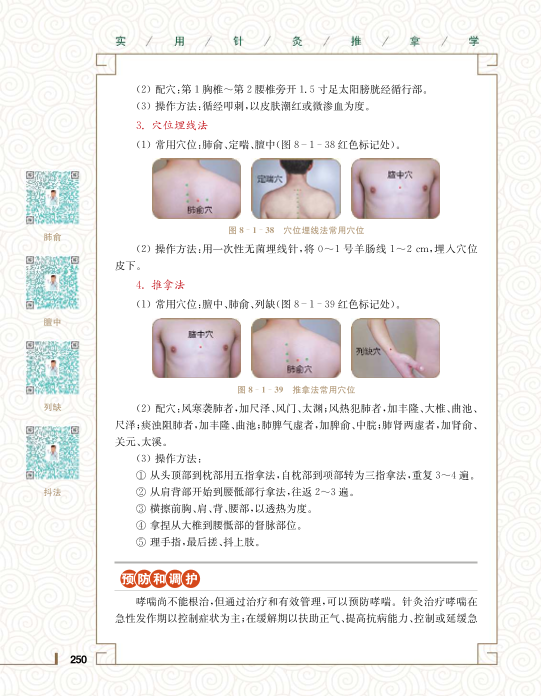 实 / 用 / 针 / 灸 / 推 / 拿 / 学
(2) 配穴:第1胸椎～第2腰椎旁开1.5寸足太阳膀胱经循行部。
(3) 操作方法:循经叩刺,以皮肤潮红或微渗血为度。
3. 穴位埋线法
(1) 常用穴位:肺俞、定喘、膻中(图8-1-38红色标记处)。
肺俞穴
定喘穴
膻中穴
图8-1-38 穴位埋线法常用穴位
(2) 操作方法:用一次性无菌埋线针,将0～1号羊肠线1～2 cm,埋入穴位
皮下。
4. 推拿法
(1) 常用穴位:膻中、肺俞、列缺(图8-1-39红色标记处)。
膻中穴
肺俞穴
列缺穴
图8-1-39 推拿法常用穴位
(2) 配穴:风寒袭肺者,加尺泽、风门、太渊;风热犯肺者,加丰隆、大椎、曲池、
尺泽;痰浊阻肺者,加丰隆、曲池;肺脾气虚者,加脾俞、中脘;肺肾两虚者,加肾俞、
关元、太溪。
(3) 操作方法:
① 从头顶部到枕部用五指拿法,自枕部到项部转为三指拿法,重复3～4遍。
② 从肩背部开始到腰骶部行拿法,往返2～3遍。
③ 横擦前胸、肩、背、腰部,以透热为度。
④ 拿捏从大椎到腰骶部的督脉部位。
⑤ 理手指,最后搓、抖上肢。
预防和调护
哮喘尚不能根治,但通过治疗和有效管理,可以预防哮喘。针灸治疗哮喘在
急性发作期以控制症状为主;在缓解期以扶助正气、提高抗病能力、控制或延缓急
肺俞
膻中
列缺
抖法
250